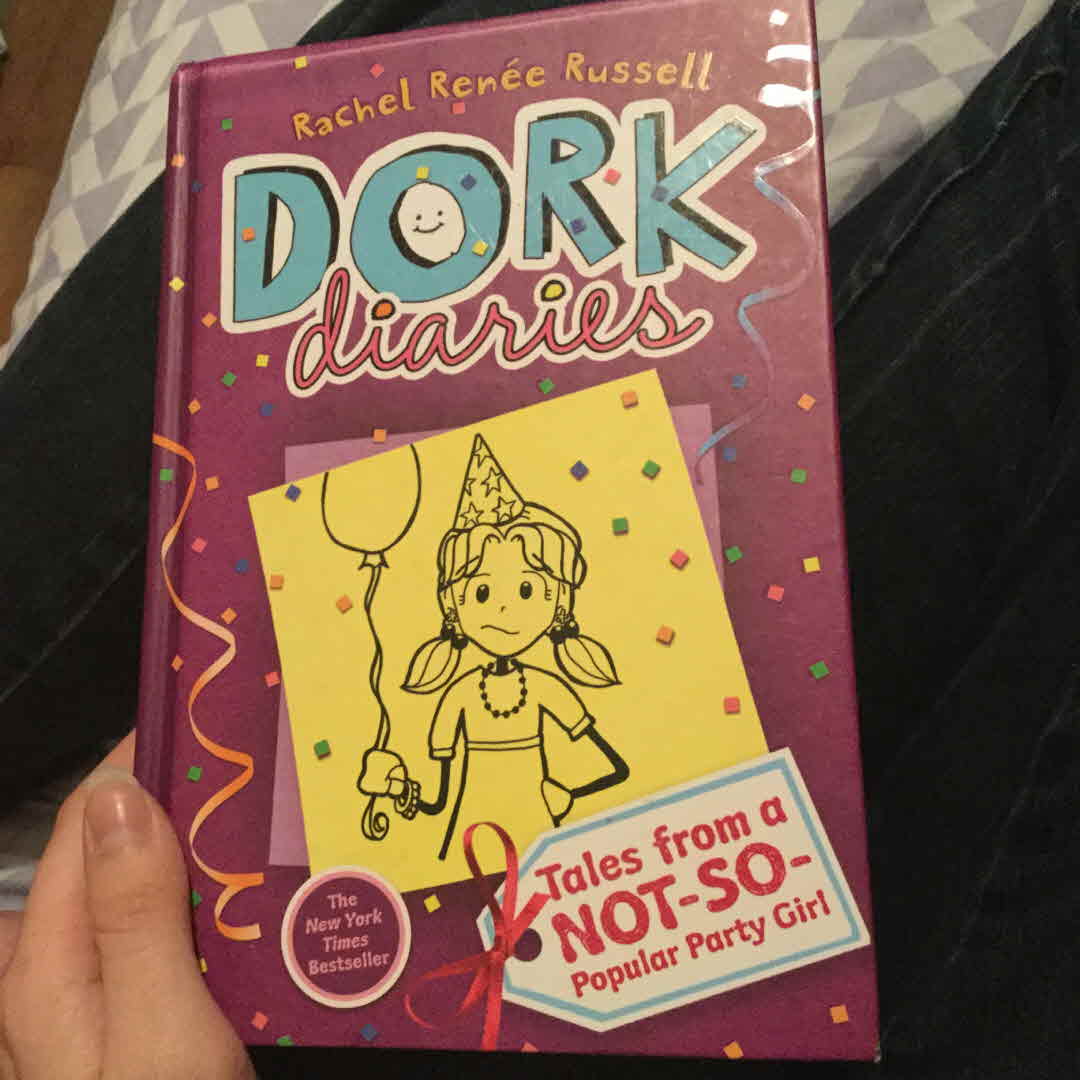 Rachel Renée Russell
DORK
diaries
Tales from a
NOT-SO-
Popular Party Girl
The
New York
Times
Bestseller